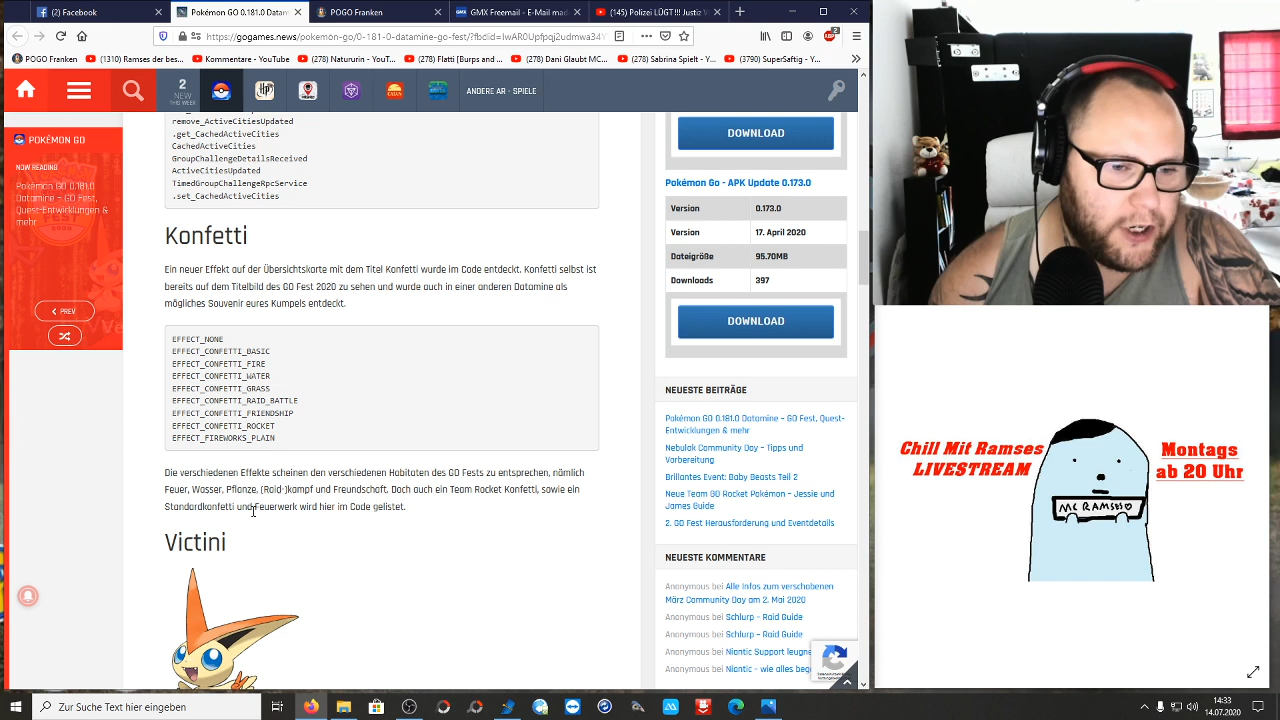 Facebook
Pokémon GO 0.181.0 Datami
POGO Franken
GMX Freemail - E-Mail made
(145) Polizei LÜGT!!! Juste V
https://gogames.news/pokemon-go/0-181-0-datamine-go-fest/?fbclid=
POGO Franken
(1310) Ramses der bes...
Kommentare - YouTube
(278) Natururin - YouT...
(278) Flatti [Burps and ...
(278) Dani Glaubt MC...
(278) Sabrina Spielt - Y...
(3790) SuperSaftig - Y...
2
NEW
THIS WEEK
ANDERE AR - SPIELE
POKÉMON GO
NOW READING
Pokémon GO 0.181.0
Datamine – GO Fest,
Quest-Entwicklungen &
mehr
PREV
remove_ActiveCitiesUpdated
.get_CachedActiveCities
CachedActiveCities
GroupChallengeDetailsReceived
ActiveCitiesUpdated
TimedGroupChallengeRpcService
.set_CachedActiveCities
Konfetti
Ein neuer Effekt auf der Übersichtskarte mit dem Titel Konfetti wurde im Code entdeckt. Konfetti selbst ist
bereits auf dem Titelbild des GO Fest 2020 zu sehen und wurde auch in einer anderen Datamine als
mögliches Souvenir eures Kumpels entdeckt.
EFFECT_NONE
EFFECT_CONFETTI_BASIC
EFFECT_CONFETTI_FIRE
EFFECT_CONFETTI_WATER
EFFECT_CONFETTI_GRASS
EFFECT_CONFETTI_RAID_BATTLE
EFFECT_CONFETTI_FRIENDSHIP
EFFECT_CONFETTI_ROCKET
EFFECT_FIREWORKS_PLAIN
Die verschiedenen Effekte scheinen den verschiedenen Habitaten des GO Fests zu entsprechen, nämlich
Feuer, Wasser, Pflanze, (Raid-)kampf und Freundschaft. Doch auch ein Team Rocket Konfetti, sowie ein
Standardkonfetti und Feuerwerk wird hier im Code gelistet.
Victini
DOWNLOAD
Pokémon Go - APK Update 0.173.0
Version 0.173.0
Version 17. April 2020
Dateigröße 95.70MB
Downloads 397
DOWNLOAD
NEUESTE BEITRÄGE
Pokémon GO 0.181.0 Datamine – GO Fest, Quest-
Entwicklungen & mehr
Nebulak Community Day – Tipps und
Vorbereitung
Brillantes Event: Baby Beasts Teil 2
Neue Team GO Rocket Pokémon – Jessie und
James Guide
2. GO Fest Herausforderung und Eventdetails
NEUESTE KOMMENTARE
Anonymous bei Alle Infos zum verschobenen
März Community Day am 2. Mai 2020
Anonymous bei Schlurp – Raid Guide
Anonymous bei Schlurp – Raid Guide
Anonymous bei Niantic Support leugne
Anonymous bei Niantic – wie alles beg
Chill Mit Ramses
LIVESTREAM
Montags
ab 20 Uhr
MC RAMSES
Zur Suche Text hier eingeben
14:33
14.07.2020